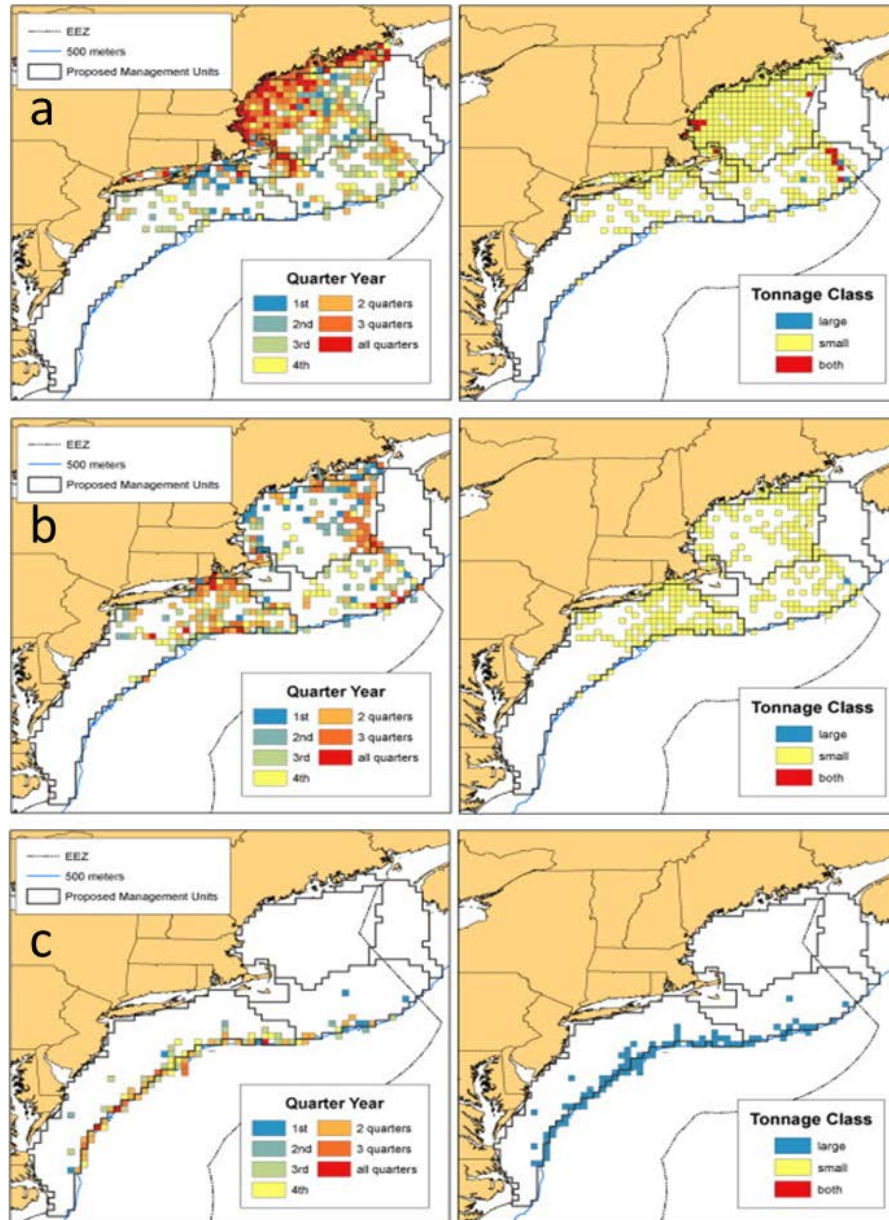 EEZ
500 meters
Proposed Management Units
a
Quarter Year
1st 2 quarters
2nd 3 quarters
3rd all quarters
4th
Tonnage Class
large
small
both
EEZ
500 meters
Proposed Management Units
b
Quarter Year
1st 2 quarters
2nd 3 quarters
3rd all quarters
4th
Tonnage Class
large
small
both
EEZ
500 meters
Proposed Management Units
c
Quarter Year
1st 2 quarters
2nd 3 quarters
3rd all quarters
4th
Tonnage Class
large
small
both